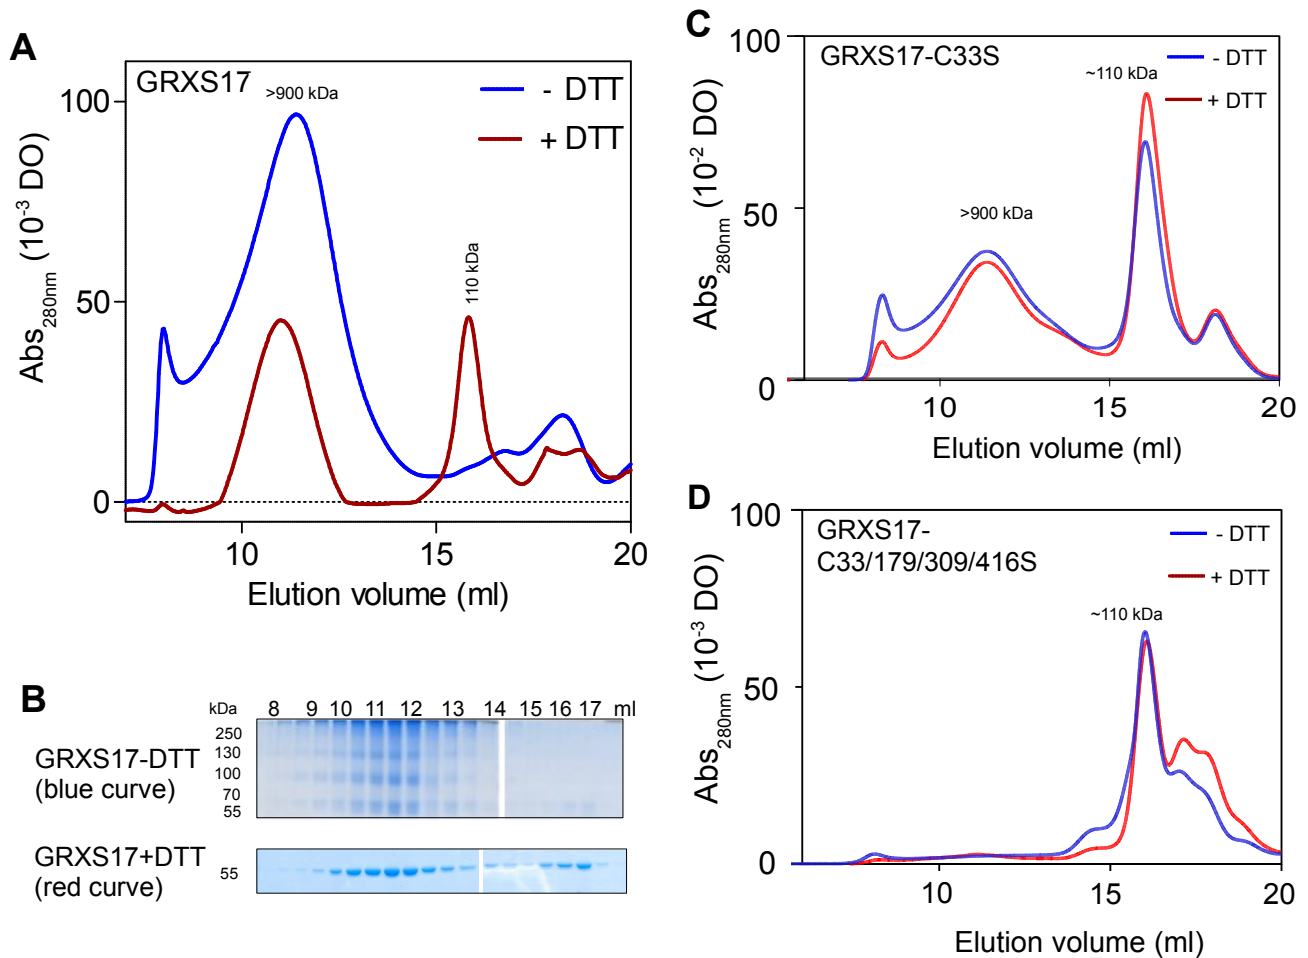 A
GRXS17
>900 kDa
- DTT
+ DTT
110 kDa
Abs280nm (10-3 DO)
100
50
0
10
15
20
Elution volume (ml)
B
kDa
8 9 10 11 12 13 14 15 16 17 ml
GRXS17-DTT
(blue curve)
250
130
100
70
55
GRXS17+DTT
(red curve)
55
C
GRXS17-C33S
~110 kDa
- DTT
+ DTT
>900 kDa
Abs280nm (10-2 DO)
100
50
0
10
15
20
Elution volume (ml)
D
GRXS17-
C33/179/309/416S
- DTT
+ DTT
~110 kDa
Abs280nm (10-3 DO)
100
50
0
10
15
20
Elution volume (ml)